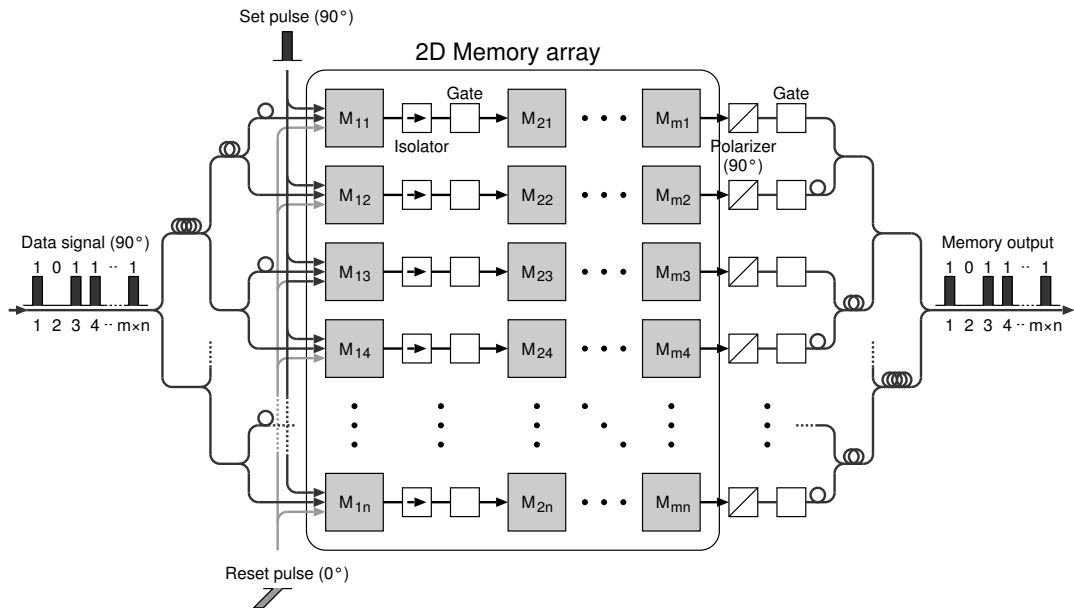 Set pulse (90°)
2D Memory array
Gate
Gate
M11
M21
Mm1
Isolator
Polarizer
(90°)
M12
M22
Mm2
Data signal (90°)
1 0 1 1 ·· 1
1 2 3 4 ·· m×n
Memory output
1 0 1 1 ·· 1
1 2 3 4 ·· m×n
M13
M23
Mm3
M14
M24
Mm4
M1n
M2n
Mmn
Reset pulse (0°)